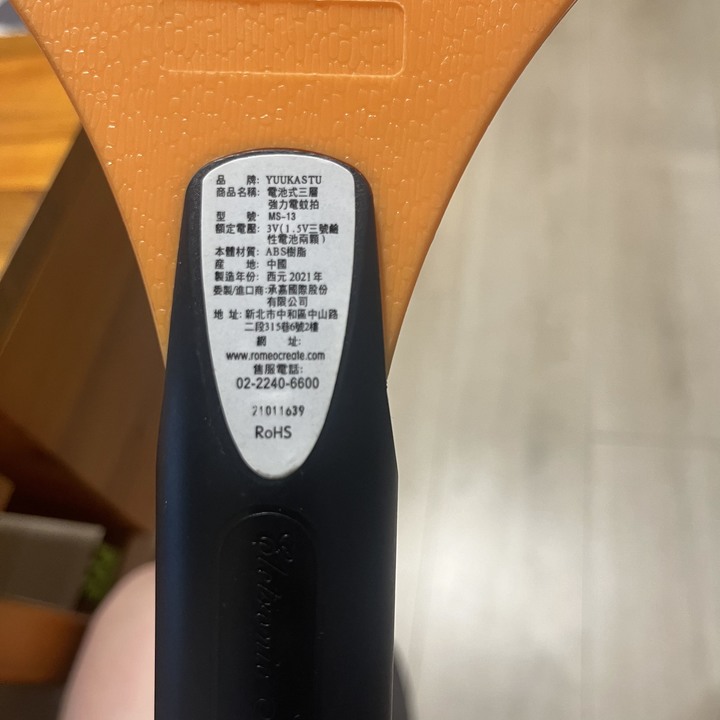 品 牌: YUUKASTU
商品名稱: 電池式三層
強力電蚊拍
型 號: MS-13
額定電壓: 3V(1.5V三號鹼
性電池兩顆)
本體材質: ABS樹脂
產 地: 中國
製造年份: 西元 2021年
委製/進口商:承嘉國際股份
有限公司
地 址: 新北市中和區中山路
二段315巷6號2樓
網 址:
www.romeocreate.com
售服電話:
02-2240-6600
21011639
RoHS